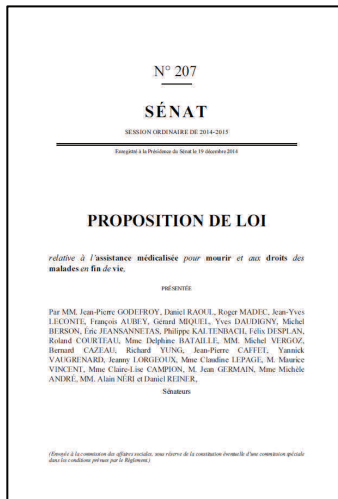 N° 207
SÉNAT
SESSION ORDINAIRE DE 2014-2015
Enregistré à la Présidence du Sénat le 19 décembre 2014
PROPOSITION DE LOI
relative à l'assistance médicalisée pour mourir et aux droits des
malades en fin de vie,
PRÉSENTÉE
Par MM. Jean-Pierre GODEFROY, Daniel RAOUL, Roger MADEC, Jean-Yves
LECONTE, François AUBEY, Gérard MIQUEL, Yves DAUDIGNY, Michel
BERSON, Éric JEANSANNETAS, Philippe KALTENBACH, Félix DESPLAN,
Roland COURTEAU, Mme Delphine BATAILLE, MM. Michel VERGOZ,
Bernard CAZEAU, Richard YUNG, Jean-Pierre CAFFET, Yannick
VAUGRENARD, Jeanny LORGEOUX, Mme Claudine LEPAGE, M. Maurice
VINCENT, Mme Claire-Lise CAMPION, M. Jean GERMAIN, Mme Michèle
ANDRÉ, MM. Alain NÉRI et Daniel REINER,
Sénateurs
(Envoyée à la commission des affaires sociales, sous réserve de la constitution éventuelle d'une commission spéciale
dans les conditions prévues par le Règlement.)